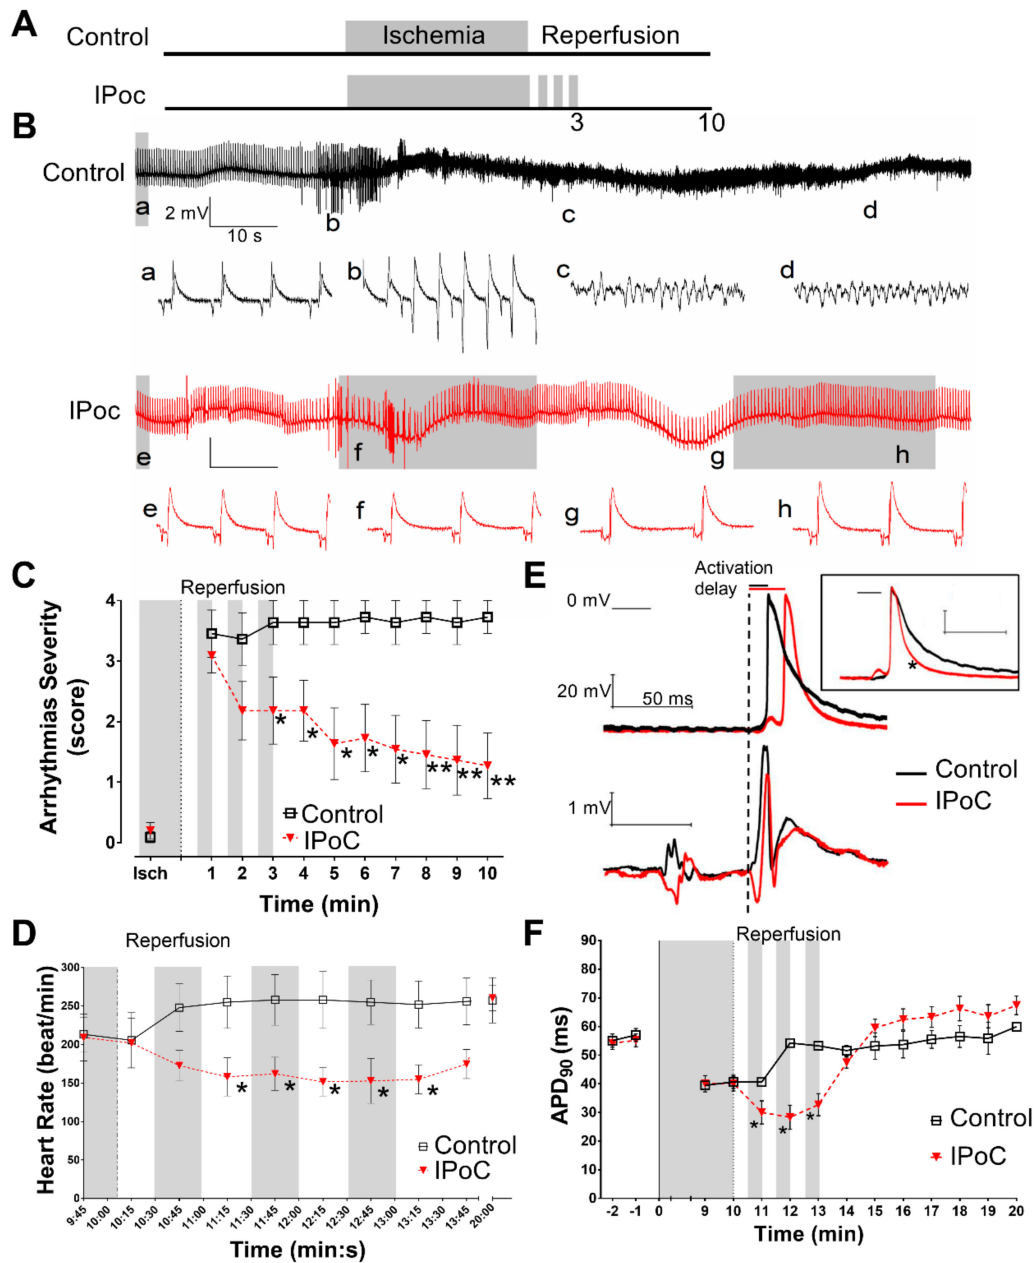 A
Control
Ischemia
Reperfusion
IPoc
3
10
B
Control
a
2 mV
10 s
b
c
d
a
b
c
d
IPoc
e
f
g
h
e
f
g
h
C
Reperfusion
Arrhythmias Severity
(score)
4
3
2
1
0
*
*
*
*
*
**
**
**
Control
IPoC
Isch
1 2 3 4 5 6 7 8 9 10
Time (min)
E
Activation
delay
0 mV
20 mV
50 ms
*
1 mV
Control
IPoC
D
Reperfusion
Heart Rate (beat/min)
300
250
200
150
100
50
0
*
*
*
*
*
Control
IPoC
9:45 10:00 10:15 10:30 10:45 11:00 11:15 11:30 11:45 12:00 12:15 12:30 12:45 13:00 13:15 13:30 13:45 20:00
Time (min:s)
F
Reperfusion
APD90 (ms)
90
80
70
60
50
40
30
20
10
0
*
*
*
Control
IPoC
-2 -1 0 9 10 11 12 13 14 15 16 17 18 19 20
Time (min)